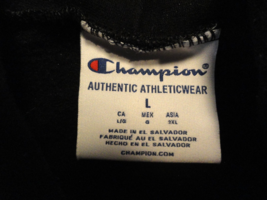 Champion
AUTHENTIC ATHLETICWEAR
L
CA MEX ASIA
L/G G XXL
MADE IN EL SALVADOR
FABRIQUÉ AU EL SALVADOR
HECHO EN EL SALVADOR
CHAMPION.COM